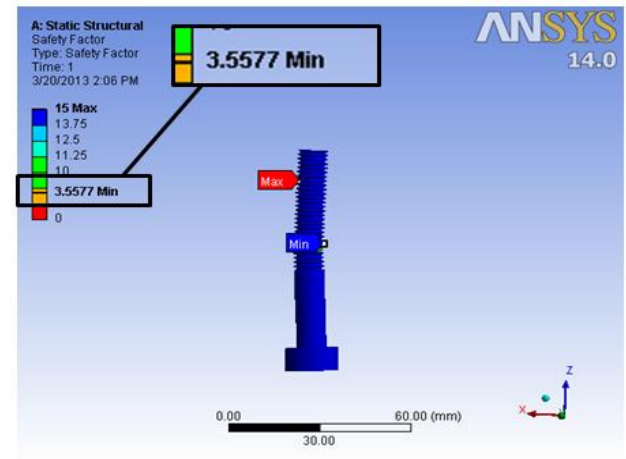 A: Static Structural
Safety Factor
Type: Safety Factor
Time: 1
3/20/2013 2:06 PM
3.5577 Min
ANSYS
14.0
15 Max
13.75
12.5
11.25
10
3.5577 Min
0
Max
Min
0.00
60.00 (mm)
30.00
Z
X